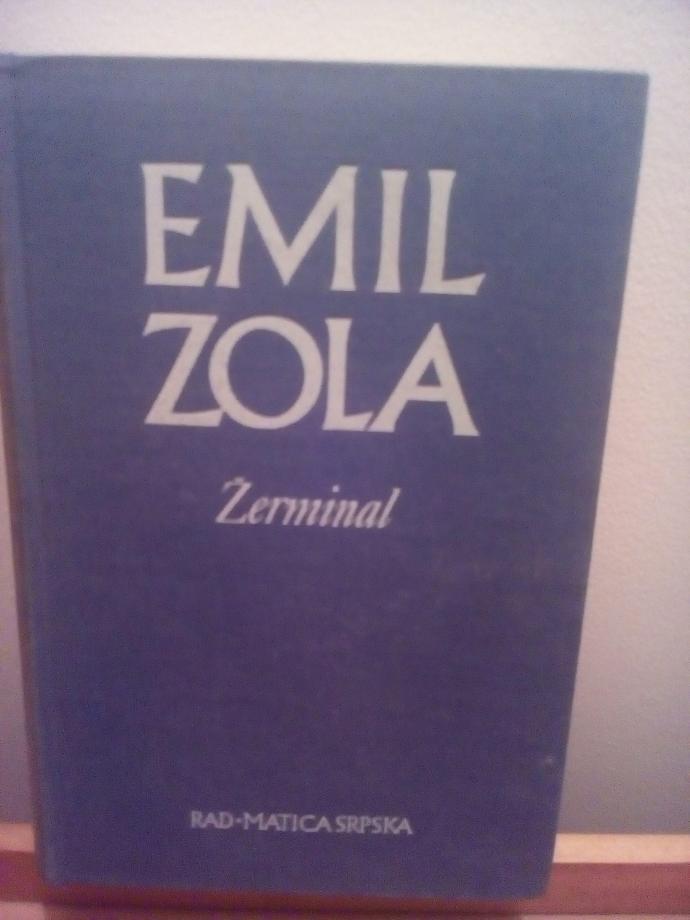 EMIL
ZOLA
Žerminal
RAD•MATICA SRPSKA